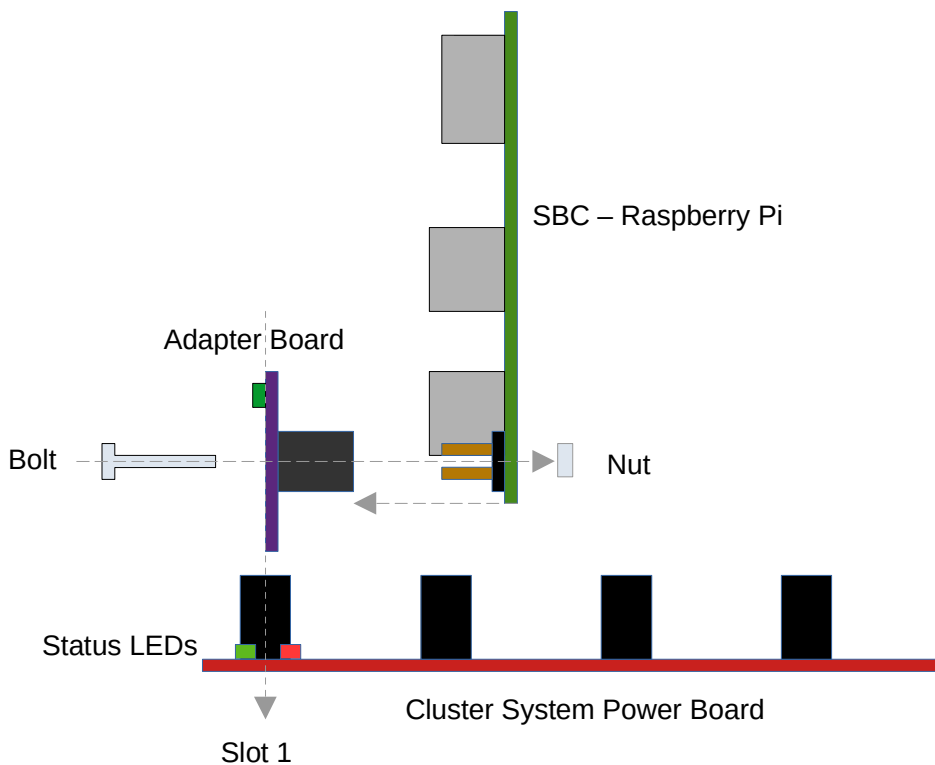 SBC – Raspberry Pi
Adapter Board
Bolt
Nut
Status LEDs
Cluster System Power Board
Slot 1